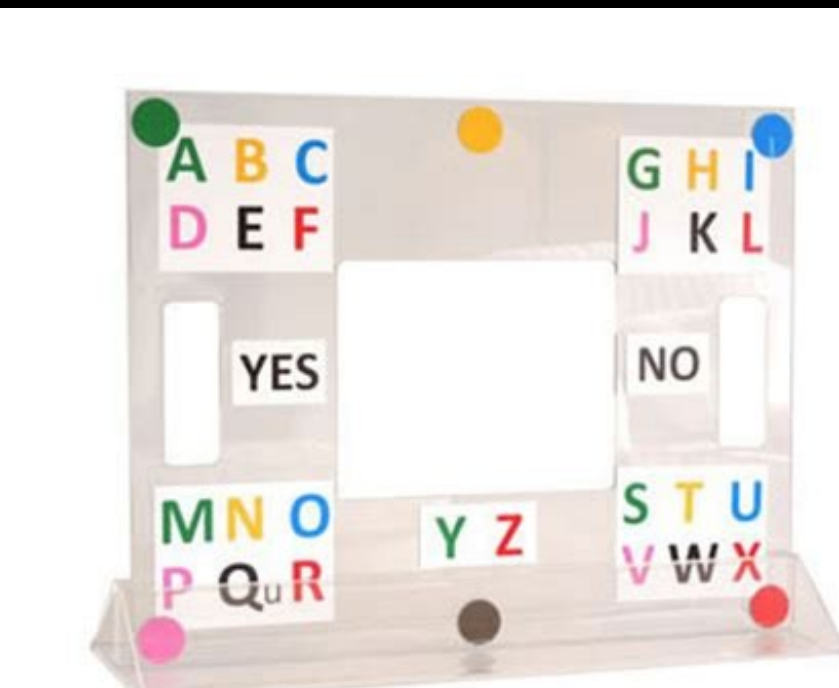 A B C
D E F
G H I
J K L
YES
NO
M N O
P Qu R
Y Z
S T U
V W X